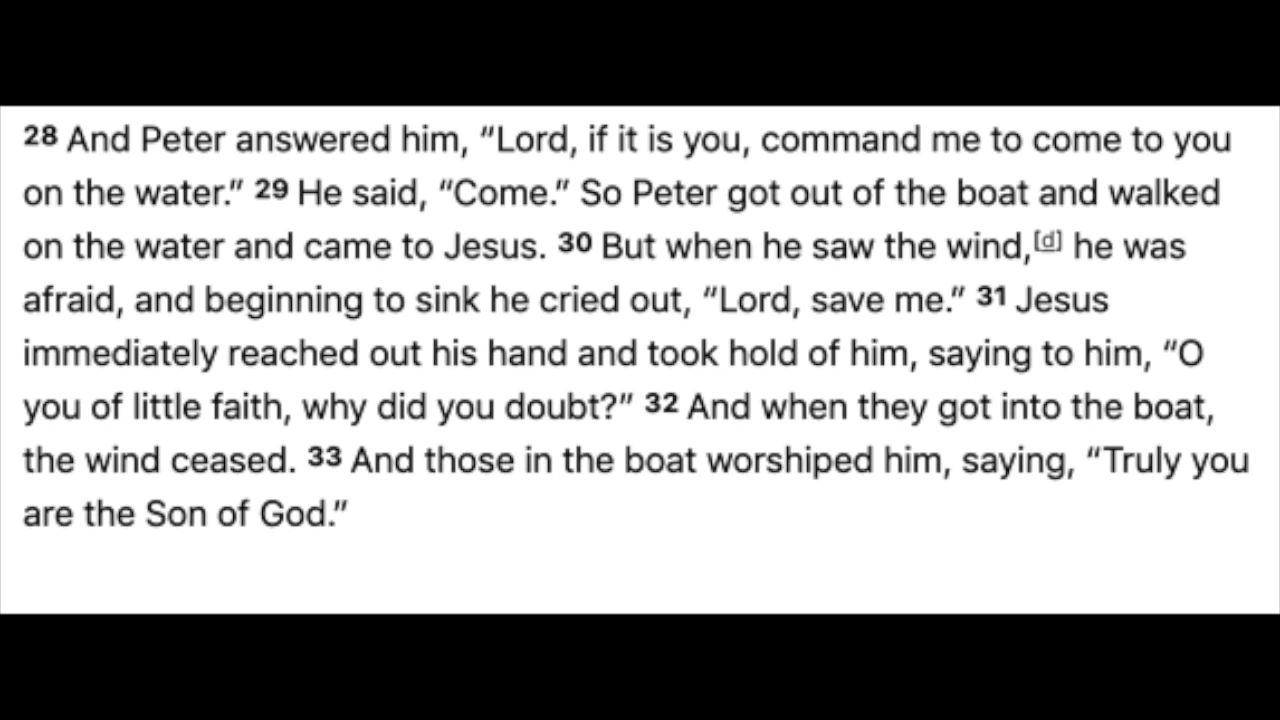 28 And Peter answered him, “Lord, if it is you, command me to come to you
on the water.” 29 He said, “Come.” So Peter got out of the boat and walked
on the water and came to Jesus. 30 But when he saw the wind,[d] he was
afraid, and beginning to sink he cried out, “Lord, save me.” 31 Jesus
immediately reached out his hand and took hold of him, saying to him, “O
you of little faith, why did you doubt?” 32 And when they got into the boat,
the wind ceased. 33 And those in the boat worshiped him, saying, “Truly you
are the Son of God.”